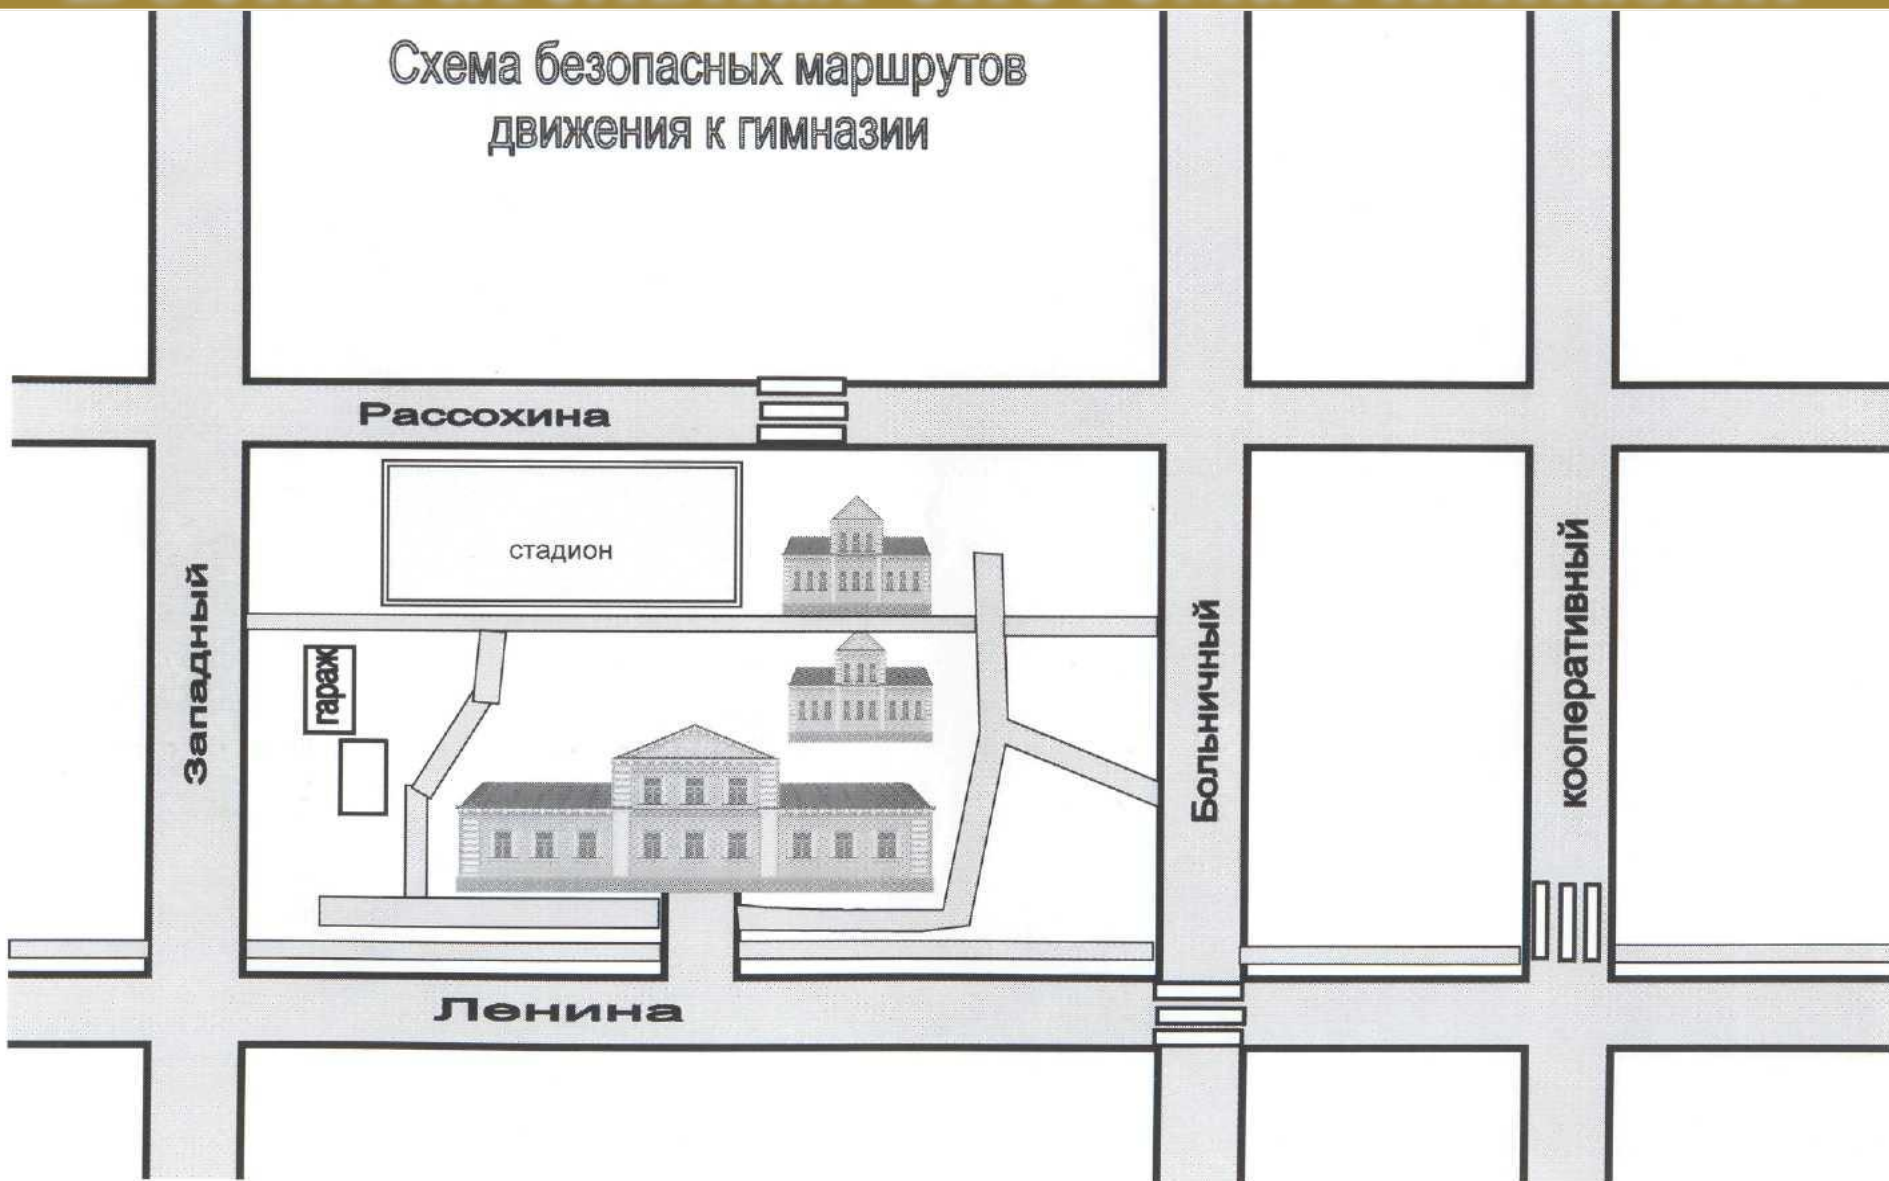 Схема безопасных маршрутов
движения к гимназии
Рассохина
стадион
Западный
гараж
Больничный
кооперативный
Ленина